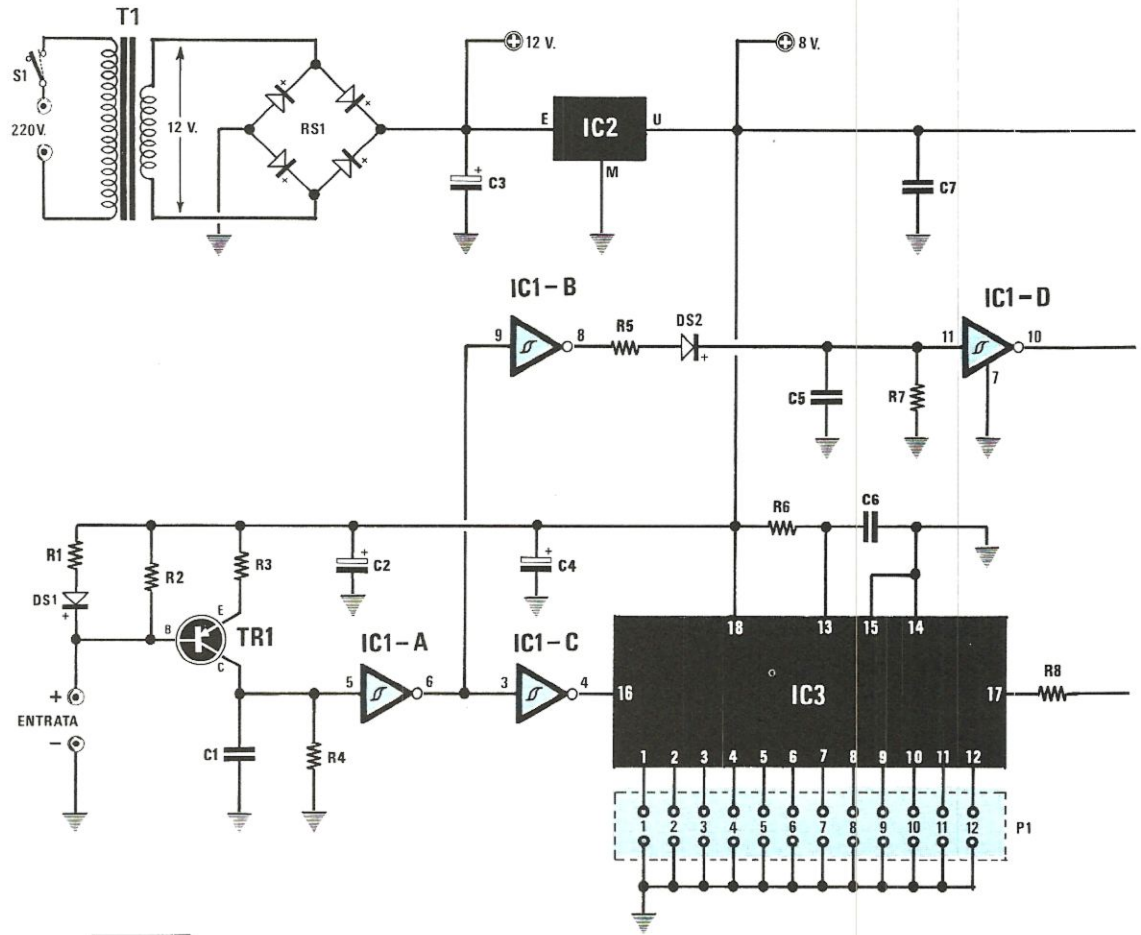 T1
S1
220V.
12 V.
RS1
12 V.
C3
+
E
IC2
U
M
8 V.
C7
IC1-B
9
8
R5
DS2
+
C5
R7
IC1-D
11
10
7
R1
DS1
+
R2
R3
B
E
C
TR1
C2
+
C4
+
R6
C6
+
ENTRATA
-
C1
R4
IC1-A
5
6
IC1-C
3
4
18
13
15
14
16
IC3
17
R8
1 2 3 4 5 6 7 8 9 10 11 12
1 2 3 4 5 6 7 8 9 10 11 12
P1